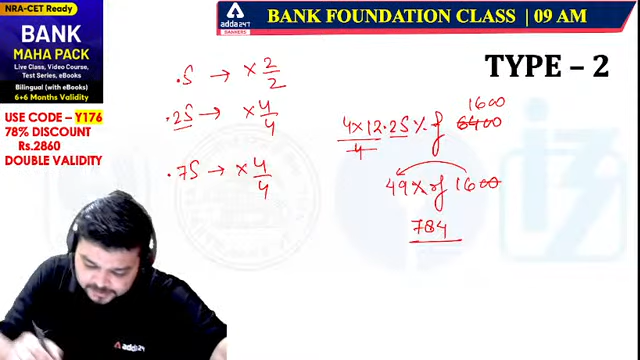 NRA-CET Ready
BANK
MAHA PACK
Live Class, Video Course,
Test Series, eBooks
Bilingual (with eBooks)
6+6 Months Validity
USE CODE – Y176
78% DISCOUNT
Rs.2860
DOUBLE VALIDITY
adda247
BANKERS
BANK FOUNDATION CLASS | 09 AM
TYPE – 2
.5 → × 2/2
.25 → × 4/4
.75 → × 4/4
1600
4×12.25 % of 6400
4
49% of 1600
784
adda247